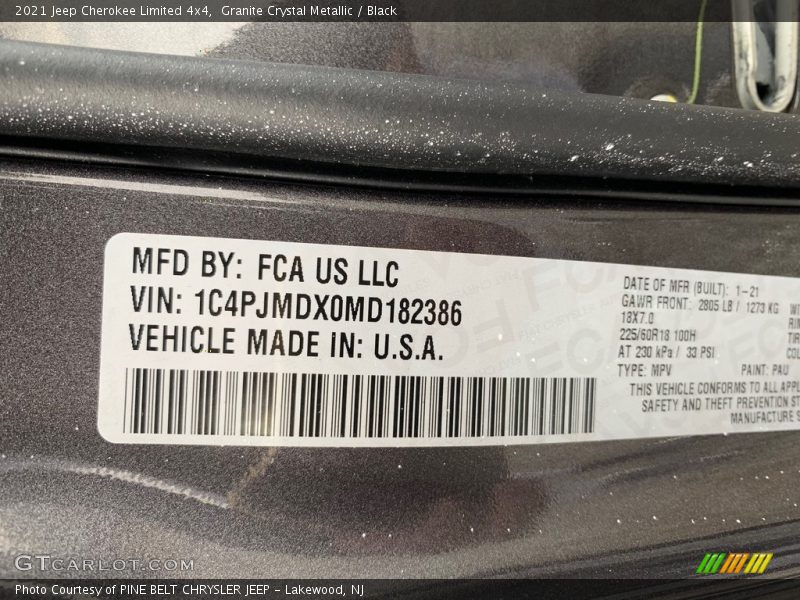 2021 Jeep Cherokee Limited 4x4,  Granite Crystal Metallic / Black
MFD BY: FCA US LLC
VIN: 1C4PJMDX0MD182386
VEHICLE MADE IN: U.S.A.
DATE OF MFR (BUILT): 1-21
GAWR FRONT: 2805 LB / 1273 KG
18X7.0
225/60R18 100H
AT 230 kPa / 33 PSI
TYPE: MPV PAINT: PAU
THIS VEHICLE CONFORMS TO ALL
SAFETY AND THEFT PREVENTION
MANUFACTURE
GTCARLOT.COM
Photo Courtesy of PINE BELT CHRYSLER JEEP - Lakewood, NJ